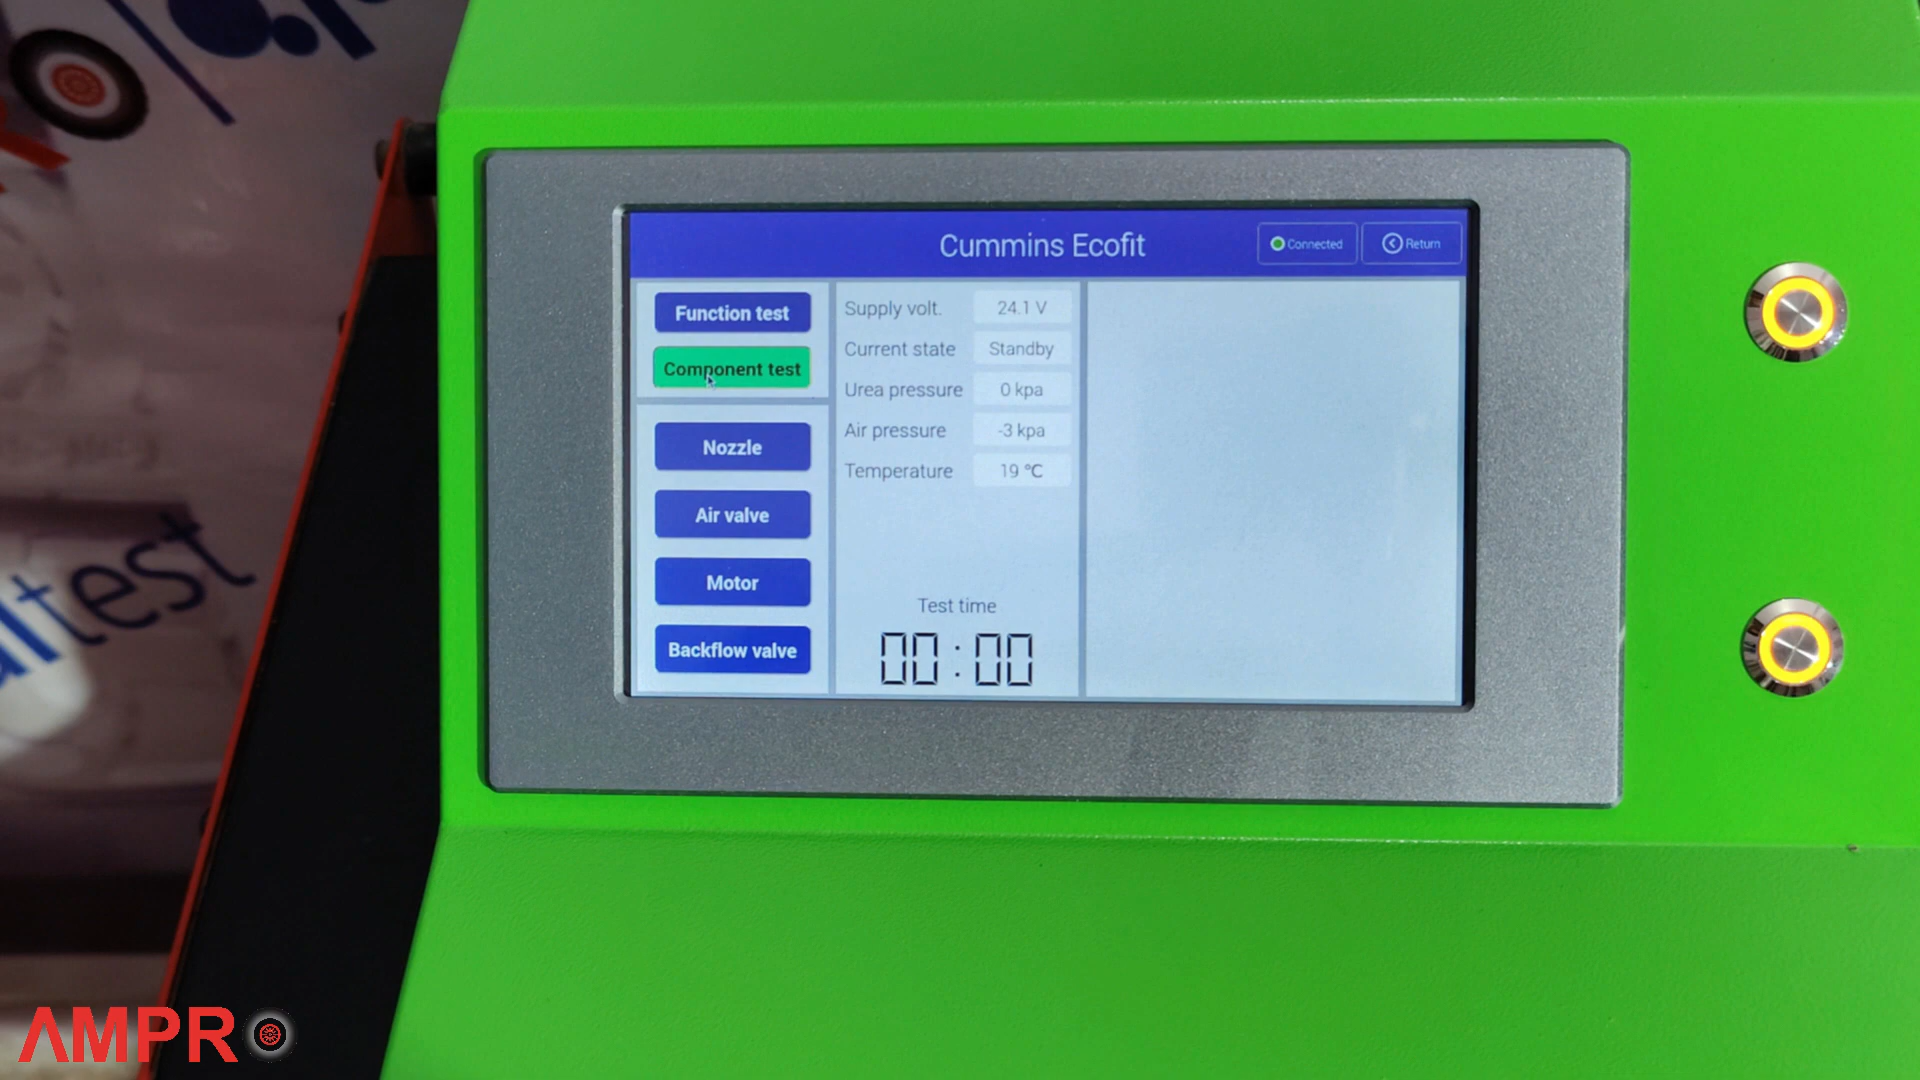 Cummins Ecofit
Connected
Return
Function test
Component test
Nozzle
Air valve
Motor
Backflow valve
Supply volt. 24.1 V
Current state Standby
Urea pressure 0 kpa
Air pressure -3 kpa
Temperature 19 °C
Test time
00:00
ltest
AMPRO